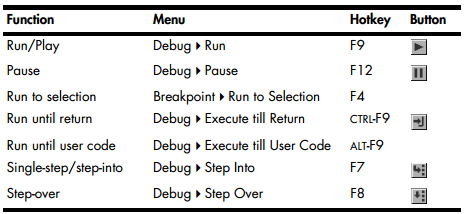 Function Menu Hotkey Button
Run/Play Debug ▸ Run F9
Pause Debug ▸ Pause F12
Run to selection Breakpoint ▸ Run to Selection F4
Run until return Debug ▸ Execute till Return CTRL-F9
Run until user code Debug ▸ Execute till User Code ALT-F9
Single-step/step-into Debug ▸ Step Into F7
Step-over Debug ▸ Step Over F8